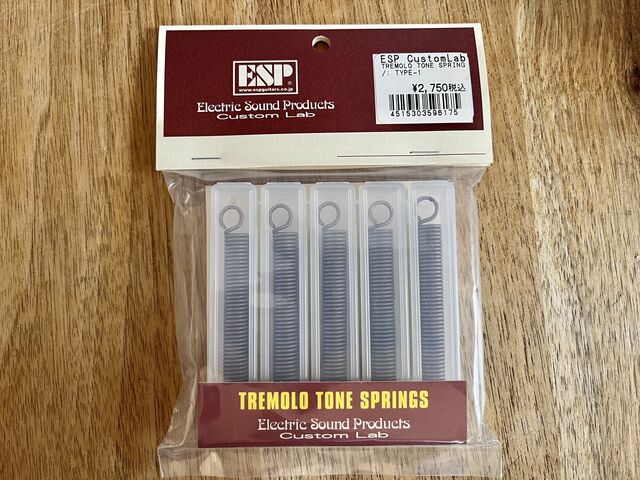 ESP
www.espguitars.co.jp
Electric Sound Products
Custom Lab
ESP CustomLab
TREMOLO TONE SPRING
/: TYPE-1
¥2,750税込
4515303596175
TREMOLO TONE SPRINGS
Electric Sound Products
Custom Lab